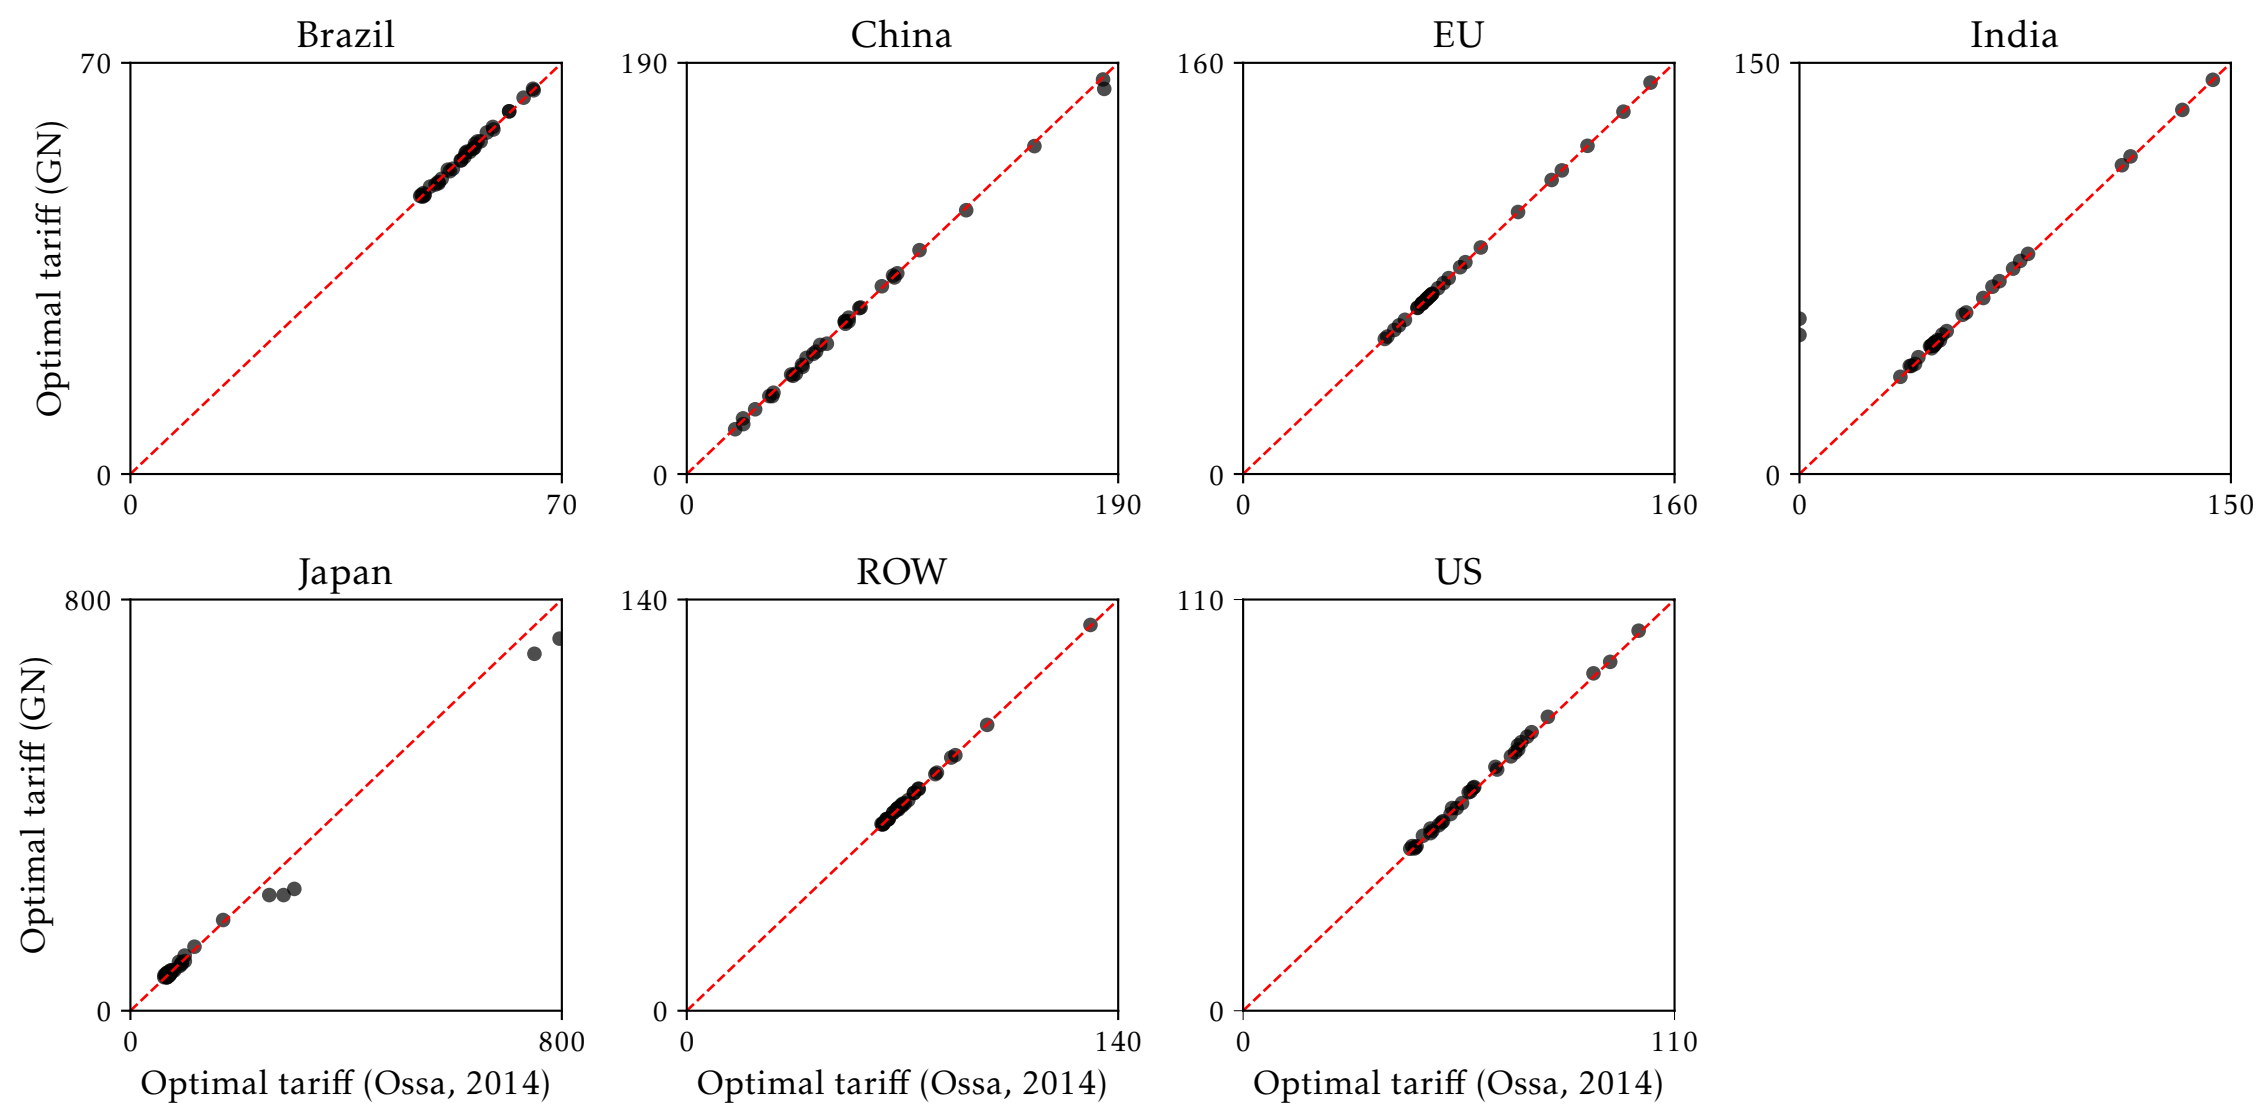 Brazil
China
EU
India
70
190
160
150
Optimal tariff (GN)
0
0
0
0
0
70
0
190
0
160
0
150
Japan
ROW
US
800
140
110
Optimal tariff (GN)
0
0
0
0
800
0
140
0
110
Optimal tariff (Ossa, 2014)
Optimal tariff (Ossa, 2014)
Optimal tariff (Ossa, 2014)